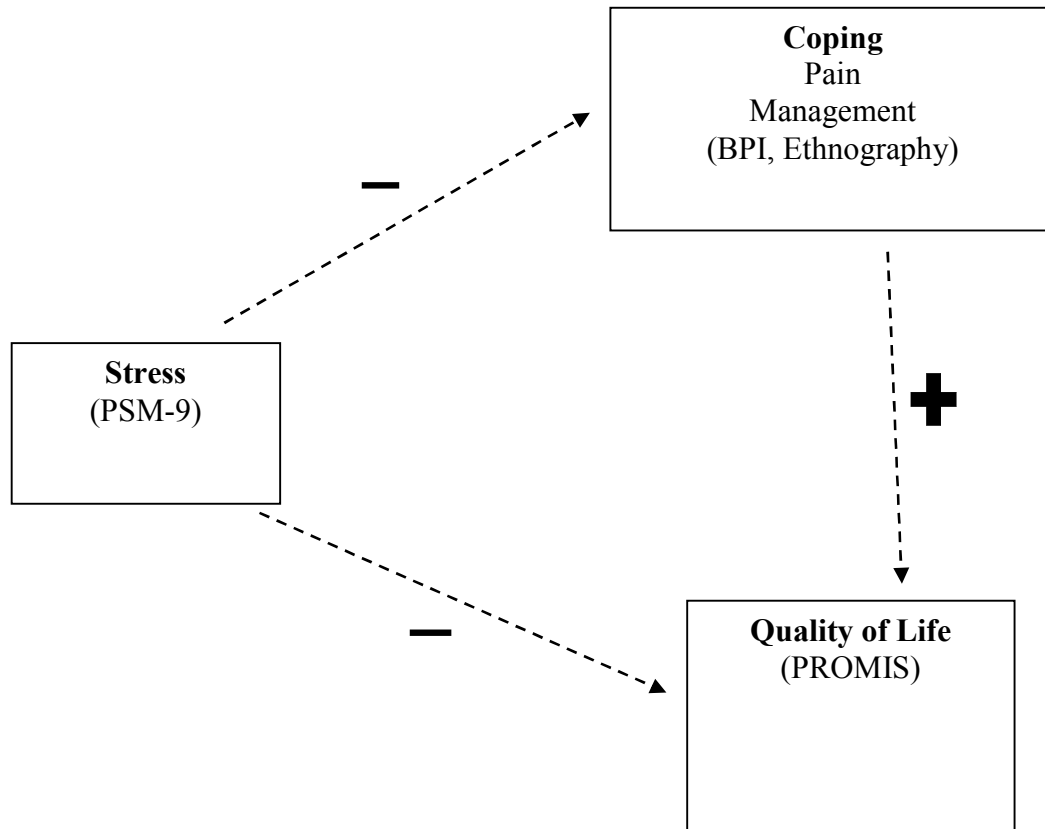 Coping
Pain
Management
(BPI, Ethnography)
–
Stress
(PSM-9)
+
–
Quality of Life
(PROMIS)